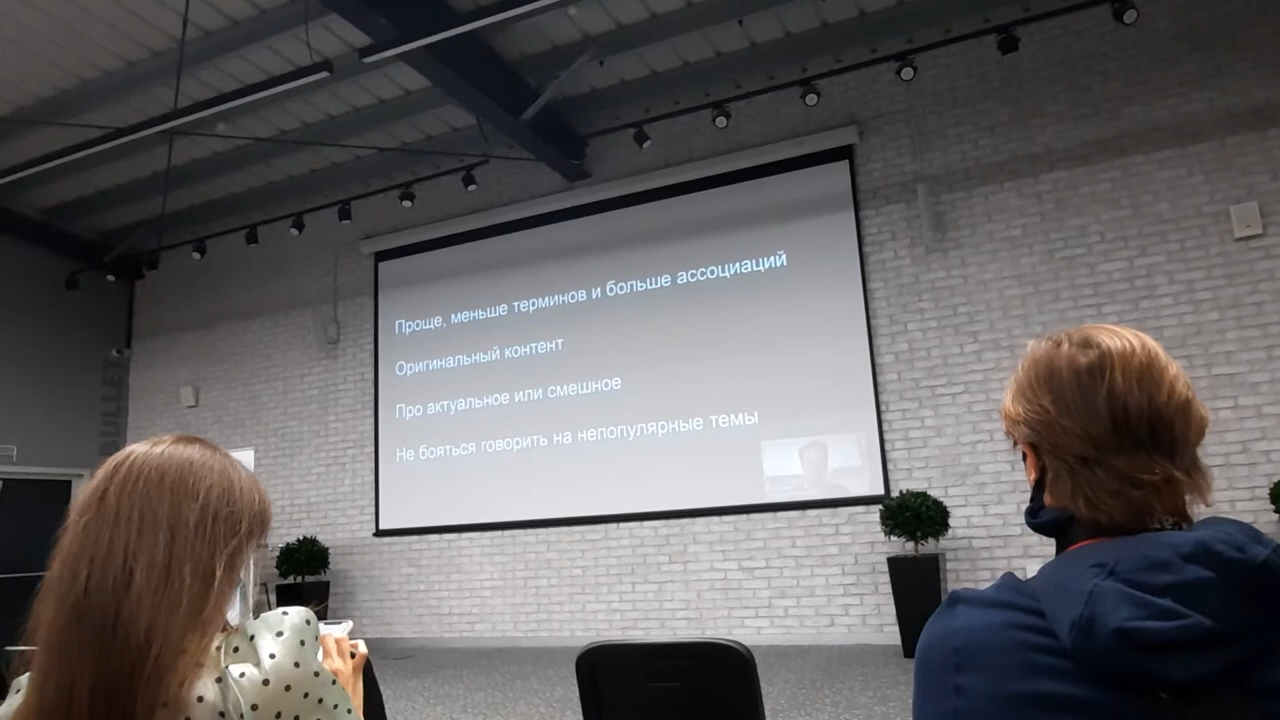 Проще, меньше терминов и больше ассоциаций
Оригинальный контент
Про актуальное или смешное
Не бояться говорить на непопулярные темы